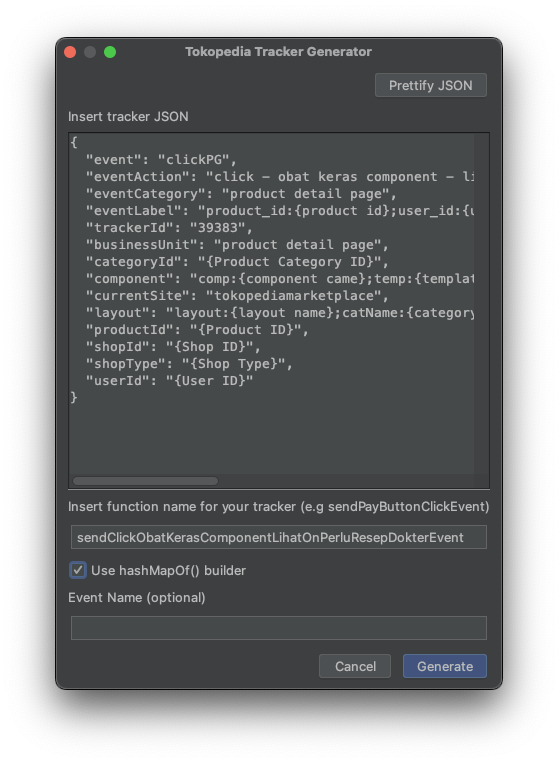 Tokopedia Tracker Generator
Prettify JSON
Insert tracker JSON
{
"event": "clickPG",
"eventAction": "click – obat keras component – li
"eventCategory": "product detail page",
"eventLabel": "product_id:{product id};user_id:{u
"trackerId": "39383",
"businessUnit": "product detail page",
"categoryId": "{Product Category ID}",
"component": "comp:{component came};temp:{templat
"currentSite": "tokopediamarketplace",
"layout": "layout:{layout name};catName:{category
"productId": "{Product ID}",
"shopId": "{Shop ID}",
"shopType": "{Shop Type}",
"userId": "{User ID}"
}
Insert function name for your tracker (e.g sendPayButtonClickEvent)
sendClickObatKerasComponentLihatOnPerluResepDokterEvent
Use hashMapOf() builder
Event Name (optional)
Cancel
Generate